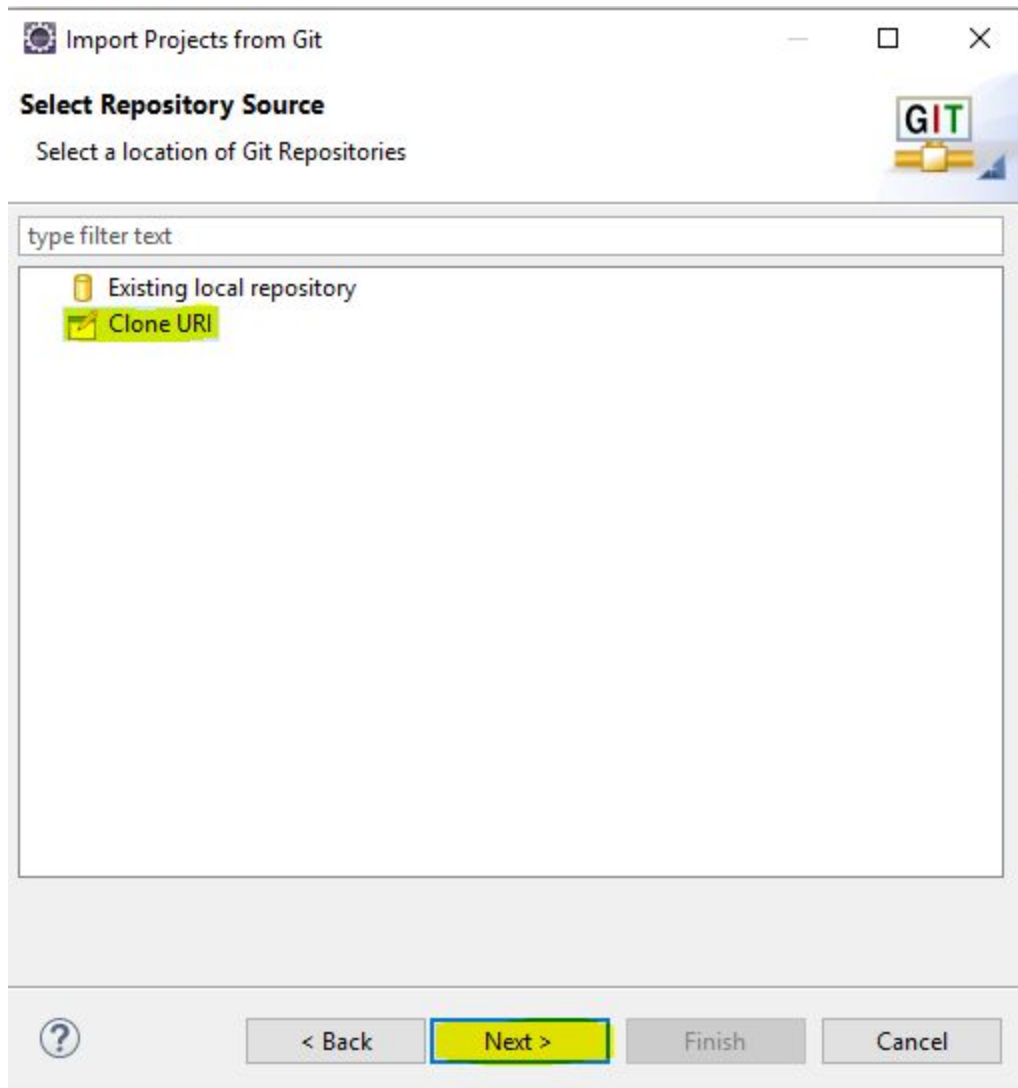 Import Projects from Git
Select Repository Source
Select a location of Git Repositories
GIT
type filter text
Existing local repository
Clone URI
?
< Back
Next >
Finish
Cancel